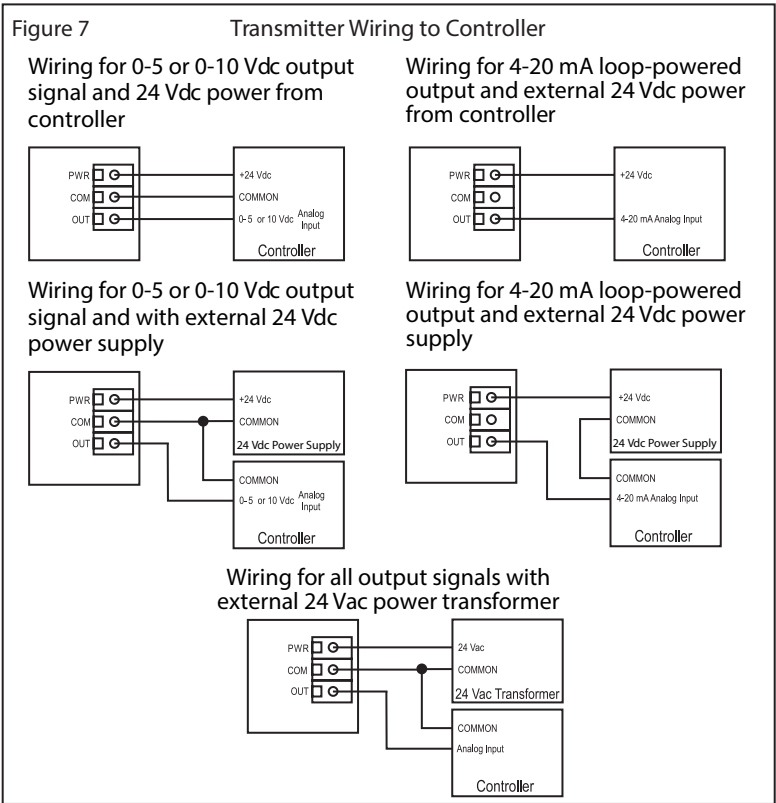 Figure 7 Transmitter Wiring to Controller
Wiring for 0-5 or 0-10 Vdc output
signal and 24 Vdc power from
controller
PWR
COM
OUT
+24 Vdc
COMMON
0-5 or 10 Vdc Analog
Input
Controller
Wiring for 4-20 mA loop-powered
output and external 24 Vdc power
from controller
PWR
COM
OUT
+24 Vdc
4-20 mA Analog Input
Controller
Wiring for 0-5 or 0-10 Vdc output
signal and with external 24 Vdc
power supply
PWR
COM
OUT
+24 Vdc
COMMON
24 Vdc Power Supply
COMMON
0-5 or 10 Vdc Analog
Input
Controller
Wiring for 4-20 mA loop-powered
output and external 24 Vdc power
supply
PWR
COM
OUT
+24 Vdc
COMMON
24 Vdc Power Supply
COMMON
4-20 mA Analog Input
Controller
Wiring for all output signals with
external 24 Vac power transformer
PWR
COM
OUT
24 Vac
COMMON
24 Vac Transformer
COMMON
Analog Input
Controller